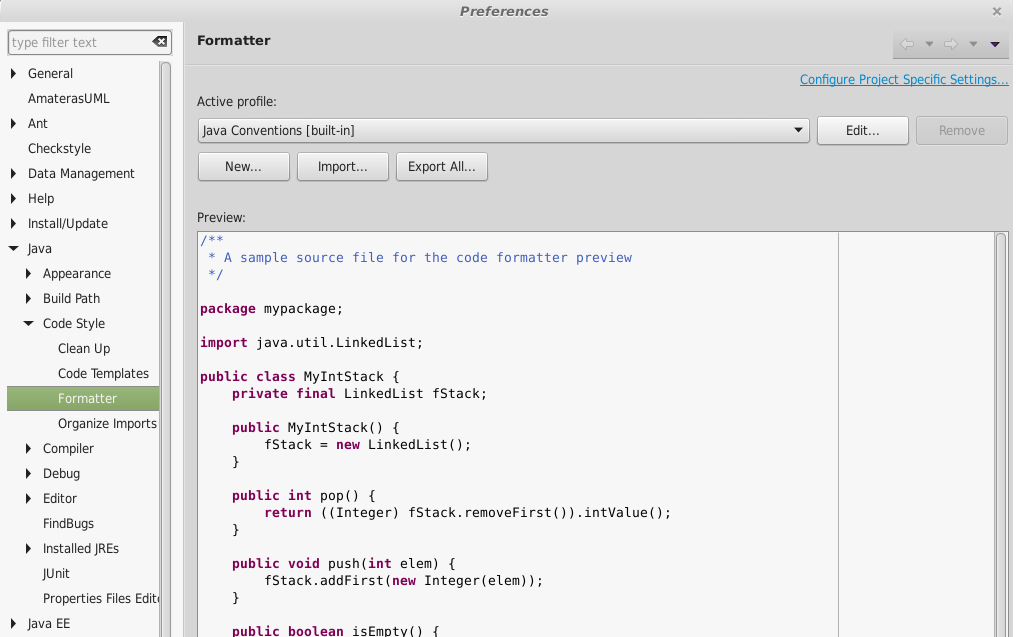 Preferences
type filter text
General
AmaterasUML
Ant
Checkstyle
Data Management
Help
Install/Update
Java
Appearance
Build Path
Code Style
Clean Up
Code Templates
Formatter
Organize Imports
Compiler
Debug
Editor
FindBugs
Installed JREs
JUnit
Properties Files Edito
Java EE
Formatter
Configure Project Specific Settings...
Active profile:
Java Conventions [built-in]
Edit...
Remove
New...
Import...
Export All...
Preview:
/**
 * A sample source file for the code formatter preview
 */
package mypackage;
import java.util.LinkedList;
public class MyIntStack {
    private final LinkedList fStack;
    public MyIntStack() {
        fStack = new LinkedList();
    }
    public int pop() {
        return ((Integer) fStack.removeFirst()).intValue();
    }
    public void push(int elem) {
        fStack.addFirst(new Integer(elem));
    }
    public boolean isEmpty() {